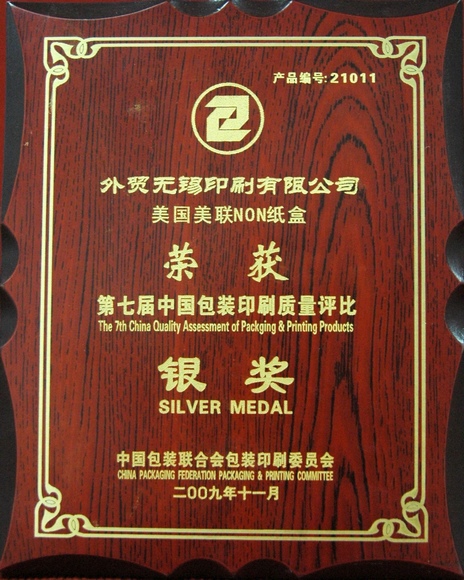 产品编号:21011
外贸无锡印刷有限公司
美国美联NON纸盒
荣获
第七届中国包装印刷质量评比
The 7th China Quality Assessment of Packging & Printing Products
银奖
SILVER MEDAL
中国包装联合会包装印刷委员会
CHINA PACKAGING FEDERATION PACKAGING & PRINTING COMMITTEE
二00九年十一月